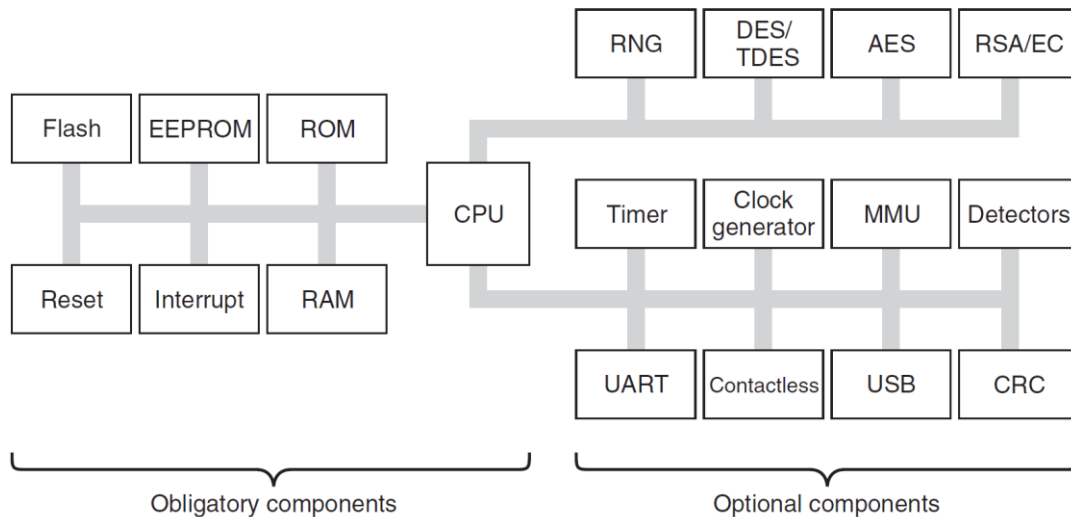 RNG
DES/
TDES
AES
RSA/EC
Flash
EEPROM
ROM
CPU
Timer
Clock
generator
MMU
Detectors
Reset
Interrupt
RAM
UART
Contactless
USB
CRC
Obligatory components
Optional components